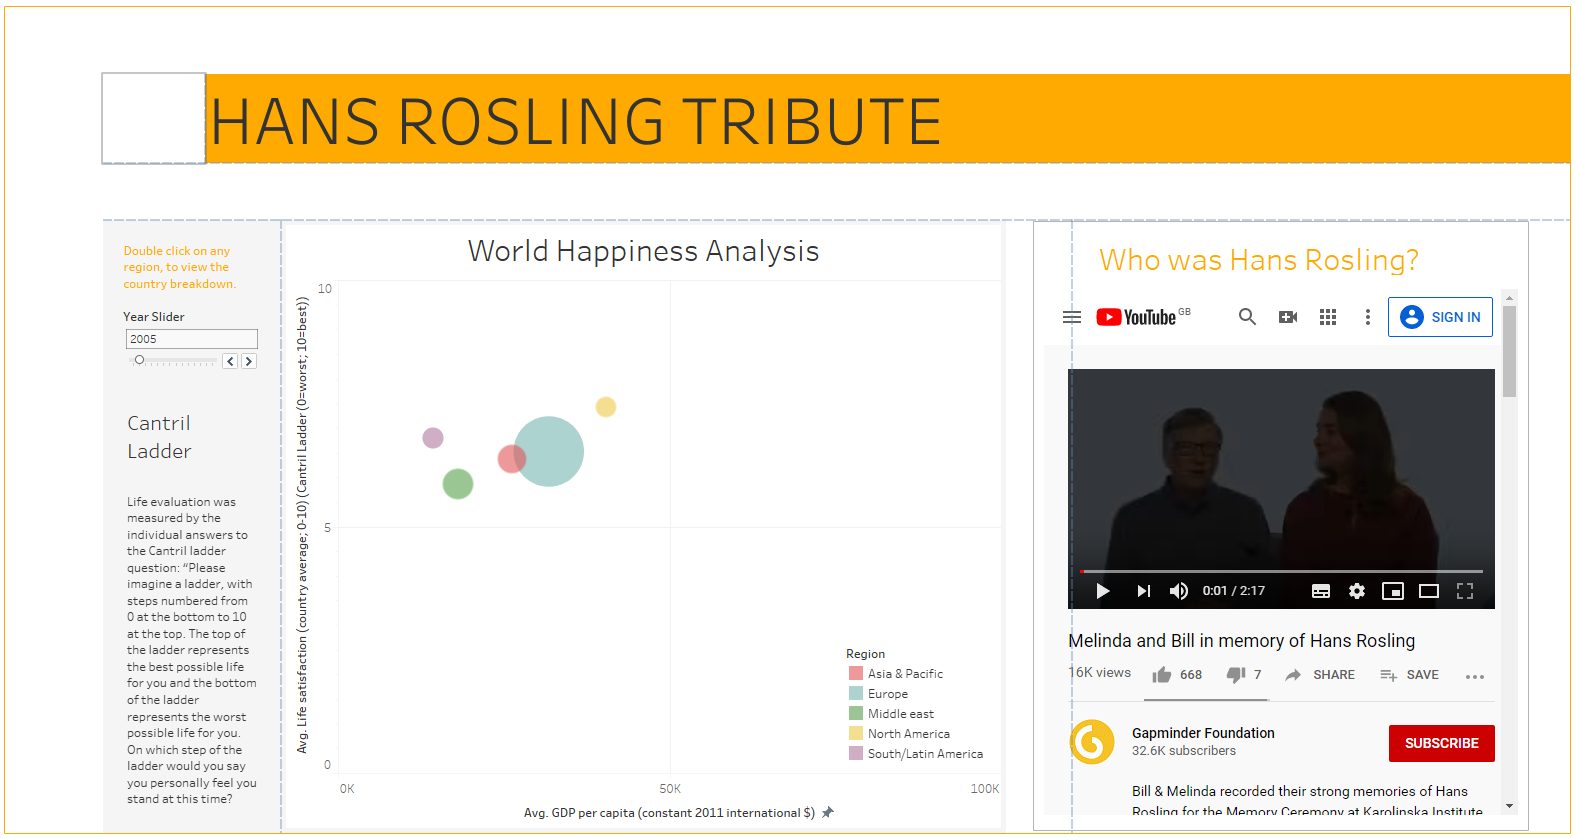 HANS ROSLING TRIBUTE
Double click on any
region, to view the
country breakdown.
Year Slider
2005
Cantril
Ladder
Life evaluation was
measured by the
individual answers to
the Cantril ladder
question: “Please
imagine a ladder, with
steps numbered from
0 at the bottom to 10
at the top. The top of
the ladder represents
the best possible life
for you and the bottom
of the ladder
represents the worst
possible life for you.
On which step of the
ladder would you say
you personally feel you
stand at this time?
World Happiness Analysis
Avg. Life satisfaction (country average; 0-10) (Cantril Ladder (0=worst; 10=best))
10
5
0
0K
50K
100K
Avg. GDP per capita (constant 2011 international $)
Region
Asia & Pacific
Europe
Middle east
North America
South/Latin America
Who was Hans Rosling?
YouTube GB
SIGN IN
0:01 / 2:17
Melinda and Bill in memory of Hans Rosling
16K views
668
7
SHARE
SAVE
Gapminder Foundation
32.6K subscribers
SUBSCRIBE
Bill & Melinda recorded their strong memories of Hans
Rosling for the Memory Ceremony at Karolinska Institute